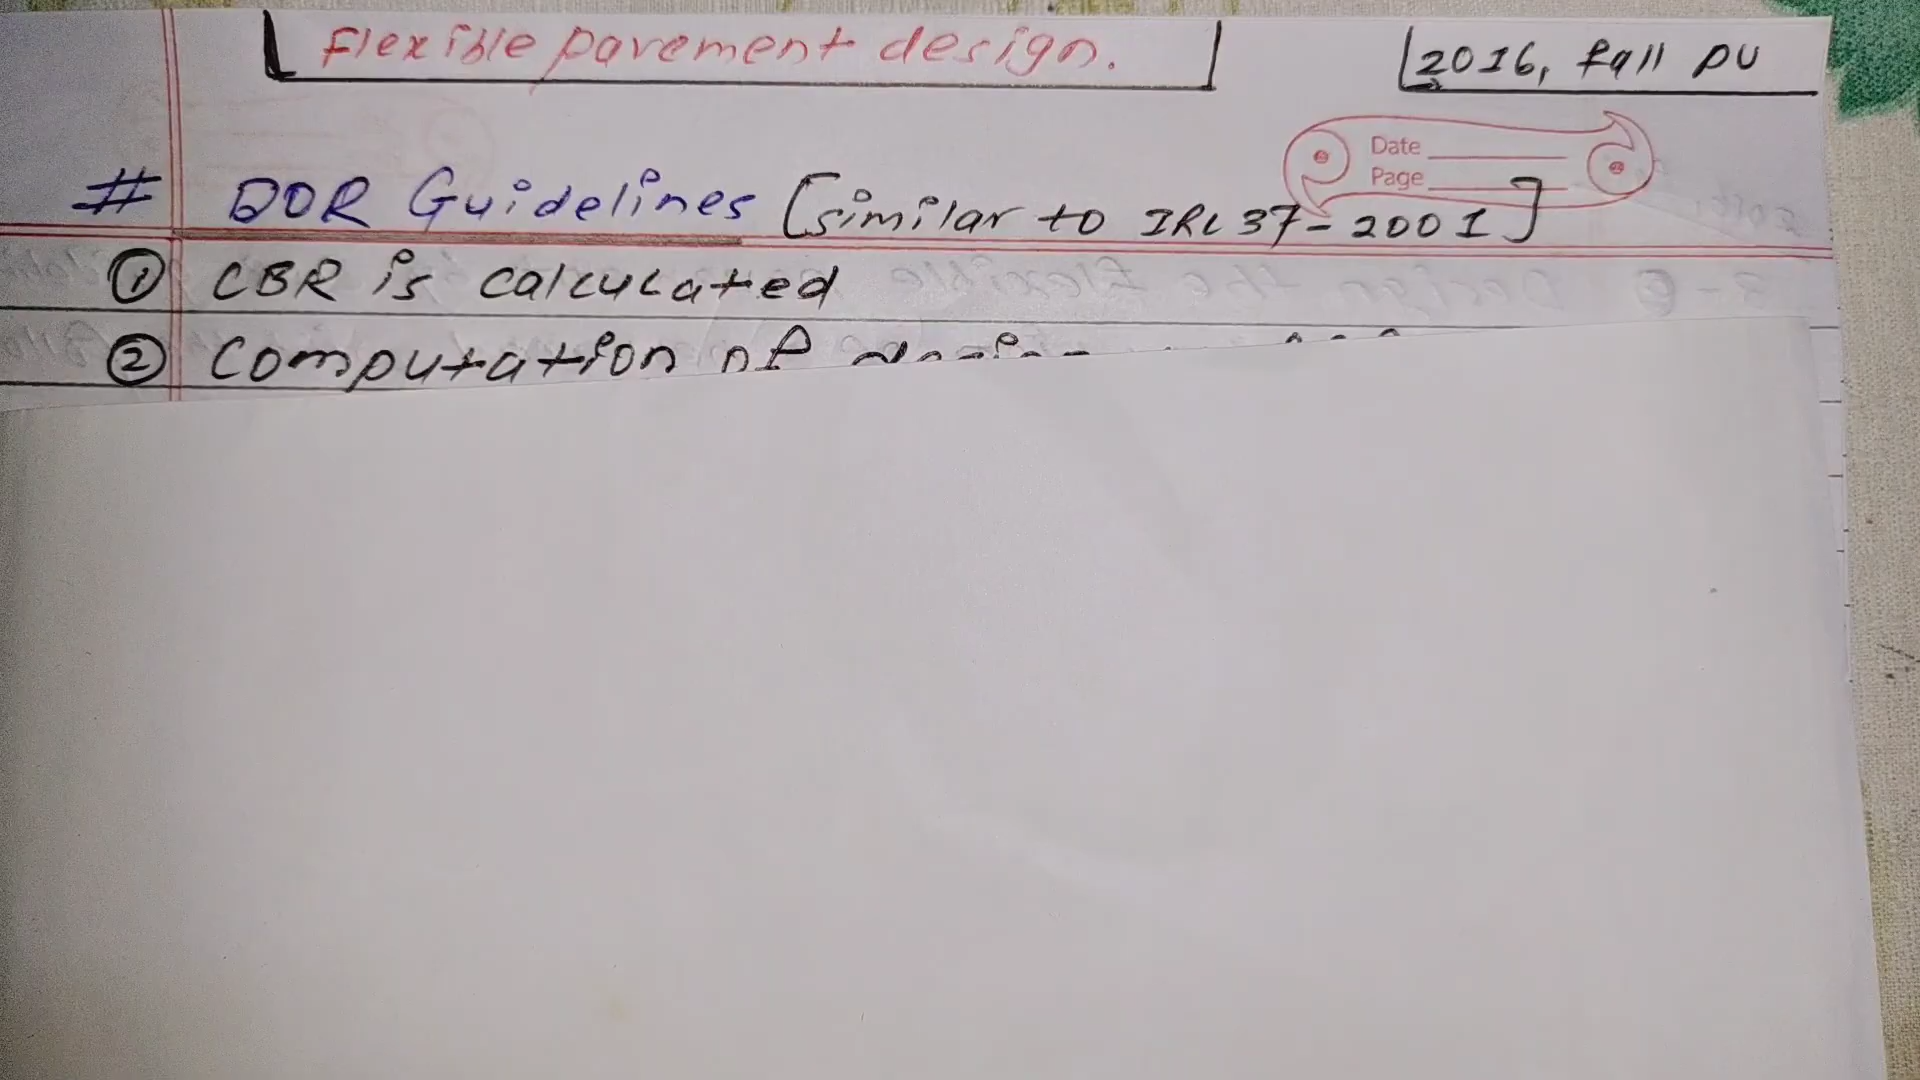 Flexible pavement design.
2016, fall PU
Date
Page
# DOR Guidelines [similar to IRC 37-2001]
① CBR is calculated
② Computation of design